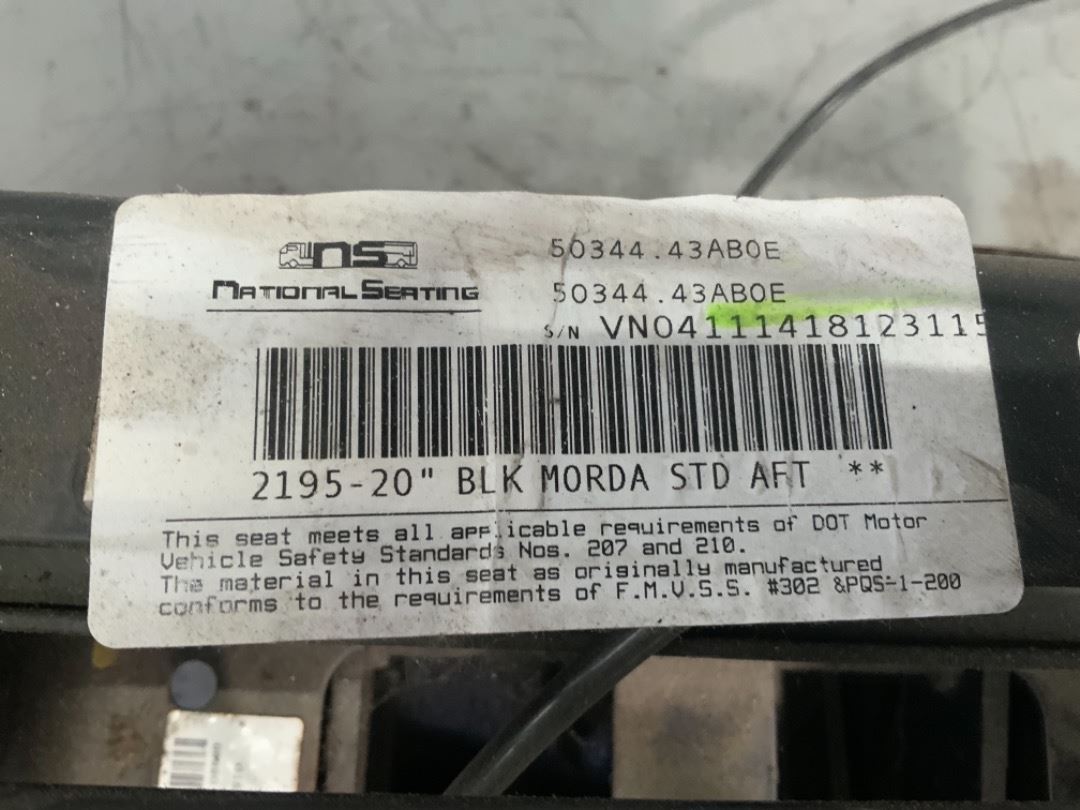 ns
NATIONAL SEATING
50344.43AB0E
50344.43AB0E
S/N VN04111418123115
2195-20" BLK MORDA STD AFT **
This seat meets all applicable requirements of DOT Motor
Vehicle Safety Standards Nos. 207 and 210.
The material in this seat as originally manufactured
conforms to the requirements of F.M.V.S.S. #302 &PQS-1-200